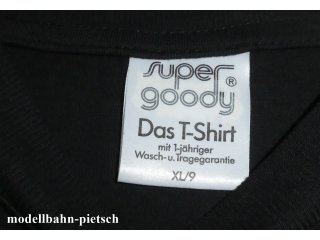 super
goody ®
Das T-Shirt
mit 1-jähriger
Wasch- u. Tragegarantie
XL/9
modellbahn-pietsch